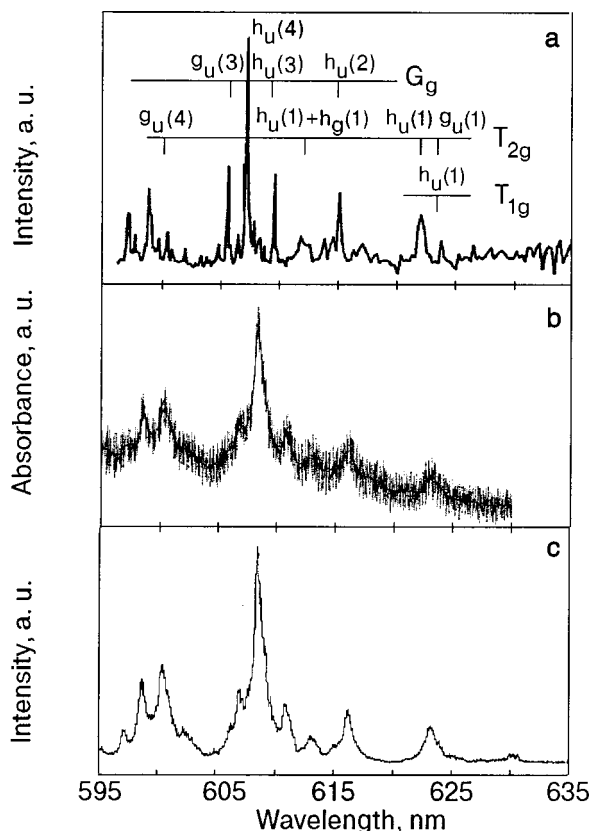 a
h_u(4)
g_u(3) h_u(3) h_u(2) G_g
g_u(4) h_u(1)+h_g(1) h_u(1) g_u(1) T_2g
h_u(1) T_1g
Intensity, a. u.
b
Absorbance, a. u.
c
Intensity, a. u.
595 605 615 625 635
Wavelength, nm